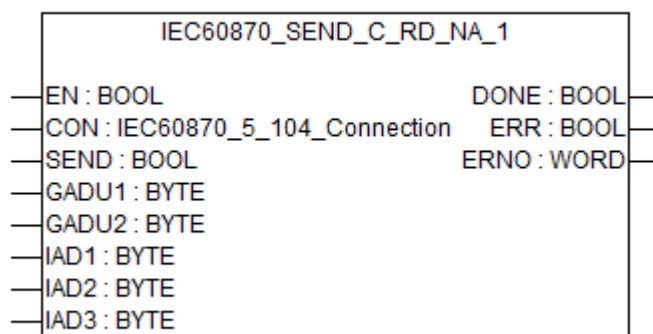 IEC60870_SEND_C_RD_NA_1
EN : BOOL DONE : BOOL
CON : IEC60870_5_104_Connection ERR : BOOL
SEND : BOOL ERNO : WORD
GADU1 : BYTE
GADU2 : BYTE
IAD1 : BYTE
IAD2 : BYTE
IAD3 : BYTE